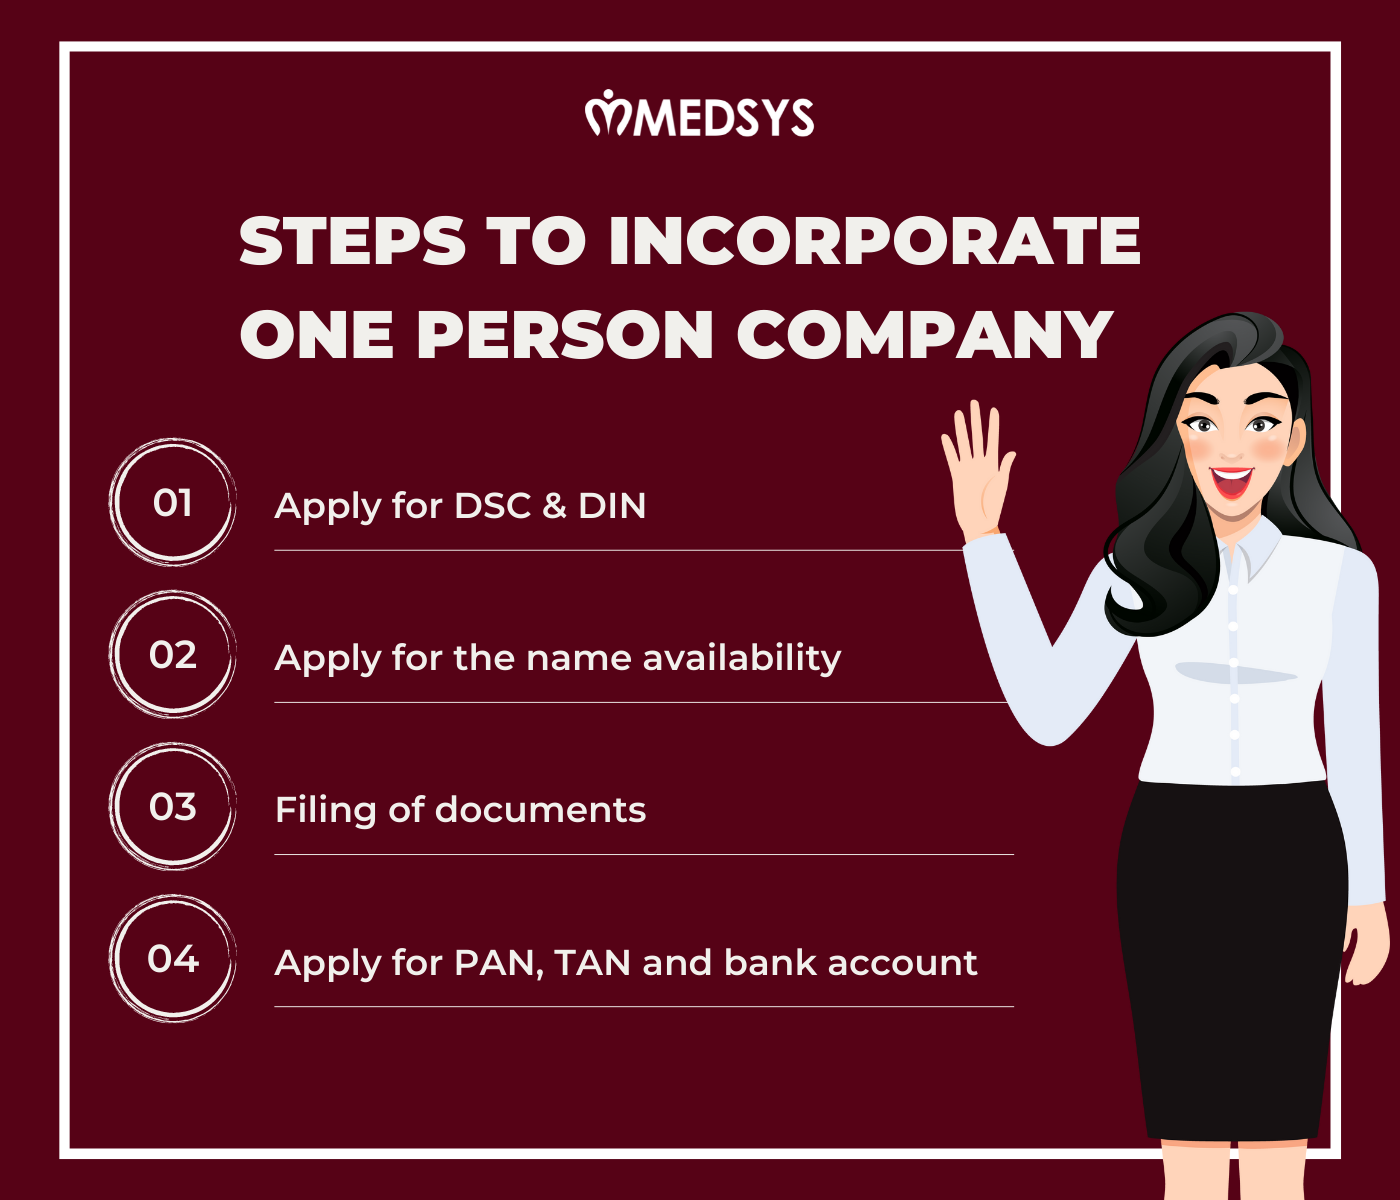 MEDSYS
STEPS TO INCORPORATE
ONE PERSON COMPANY
01
Apply for DSC & DIN
02
Apply for the name availability
03
Filing of documents
04
Apply for PAN, TAN and bank account